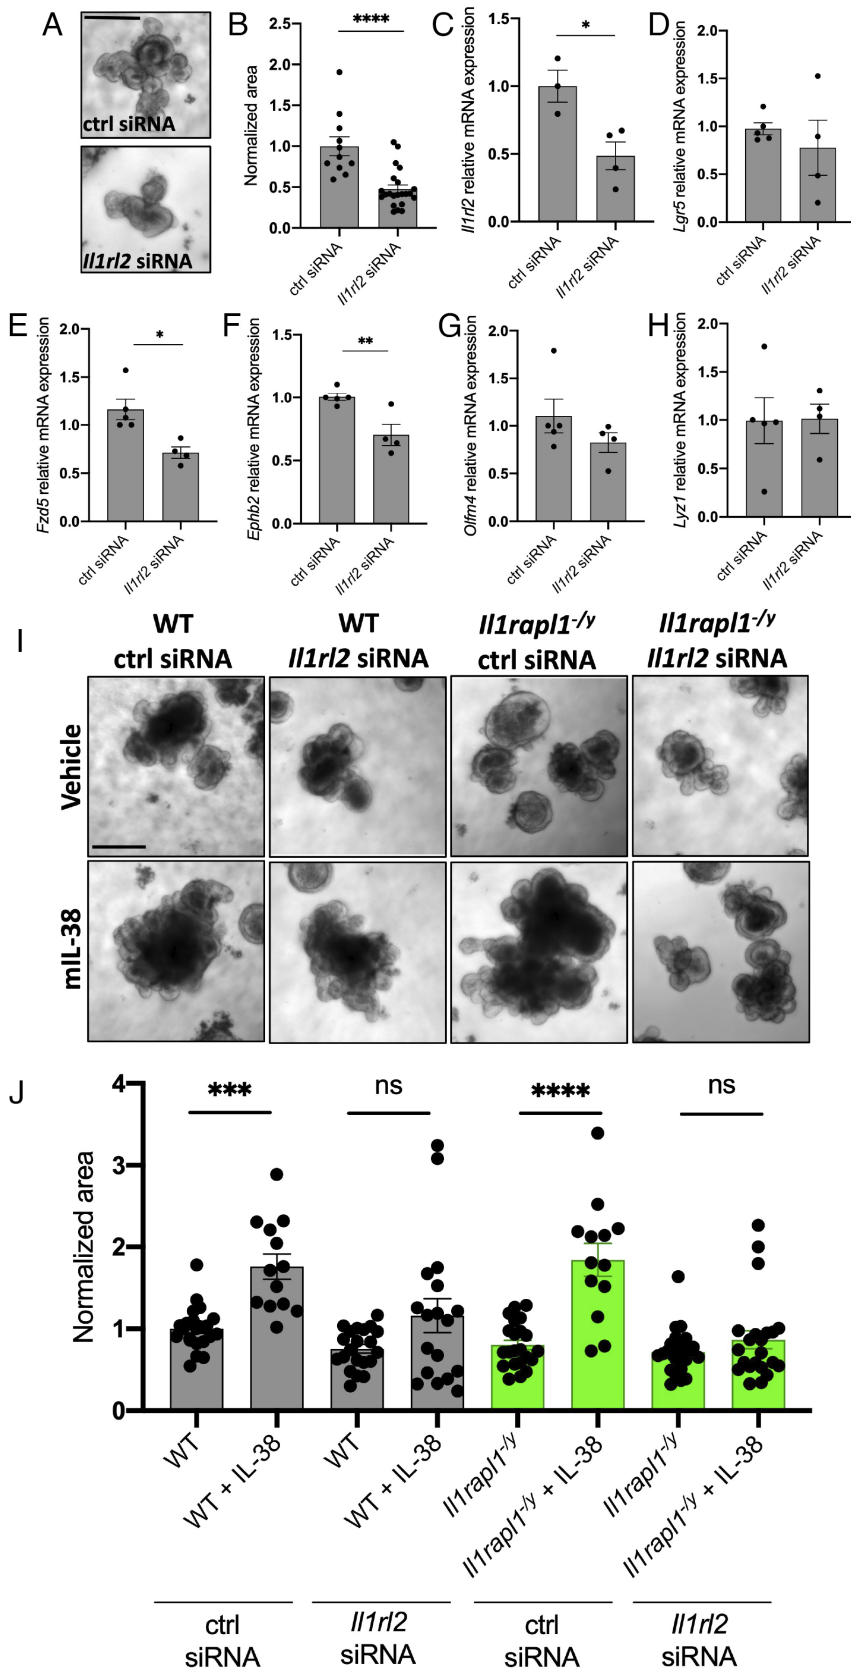 A
ctrl siRNA
Il1rl2 siRNA
B
Normalized area
2.5
2.0
1.5
1.0
0.5
0.0
****
ctrl siRNA
Il1rl2 siRNA
C
Il1rl2 relative mRNA expression
1.5
1.0
0.5
0.0
*
ctrl siRNA
Il1rl2 siRNA
D
Lgr5 relative mRNA expression
2.0
1.5
1.0
0.5
0.0
ctrl siRNA
Il1rl2 siRNA
E
Fzd5 relative mRNA expression
2.0
1.5
1.0
0.5
0.0
*
ctrl siRNA
Il1rl2 siRNA
F
Ephb2 relative mRNA expression
1.5
1.0
0.5
0.0
**
ctrl siRNA
Il1rl2 siRNA
G
Olfm4 relative mRNA expression
2.0
1.5
1.0
0.5
0.0
ctrl siRNA
Il1rl2 siRNA
H
Lyz1 relative mRNA expression
2.0
1.5
1.0
0.5
0.0
ctrl siRNA
Il1rl2 siRNA
I
WT
ctrl siRNA
WT
Il1rl2 siRNA
Il1rapl1-/y
ctrl siRNA
Il1rapl1-/y
Il1rl2 siRNA
Vehicle
mIL-38
J
Normalized area
4
3
2
1
0
***
ns
****
ns
WT
WT + IL-38
WT
WT + IL-38
Il1rapl1-/y
Il1rapl1-/y + IL-38
Il1rapl1-/y
Il1rapl1-/y + IL-38
ctrl
siRNA
Il1rl2
siRNA
ctrl
siRNA
Il1rl2
siRNA